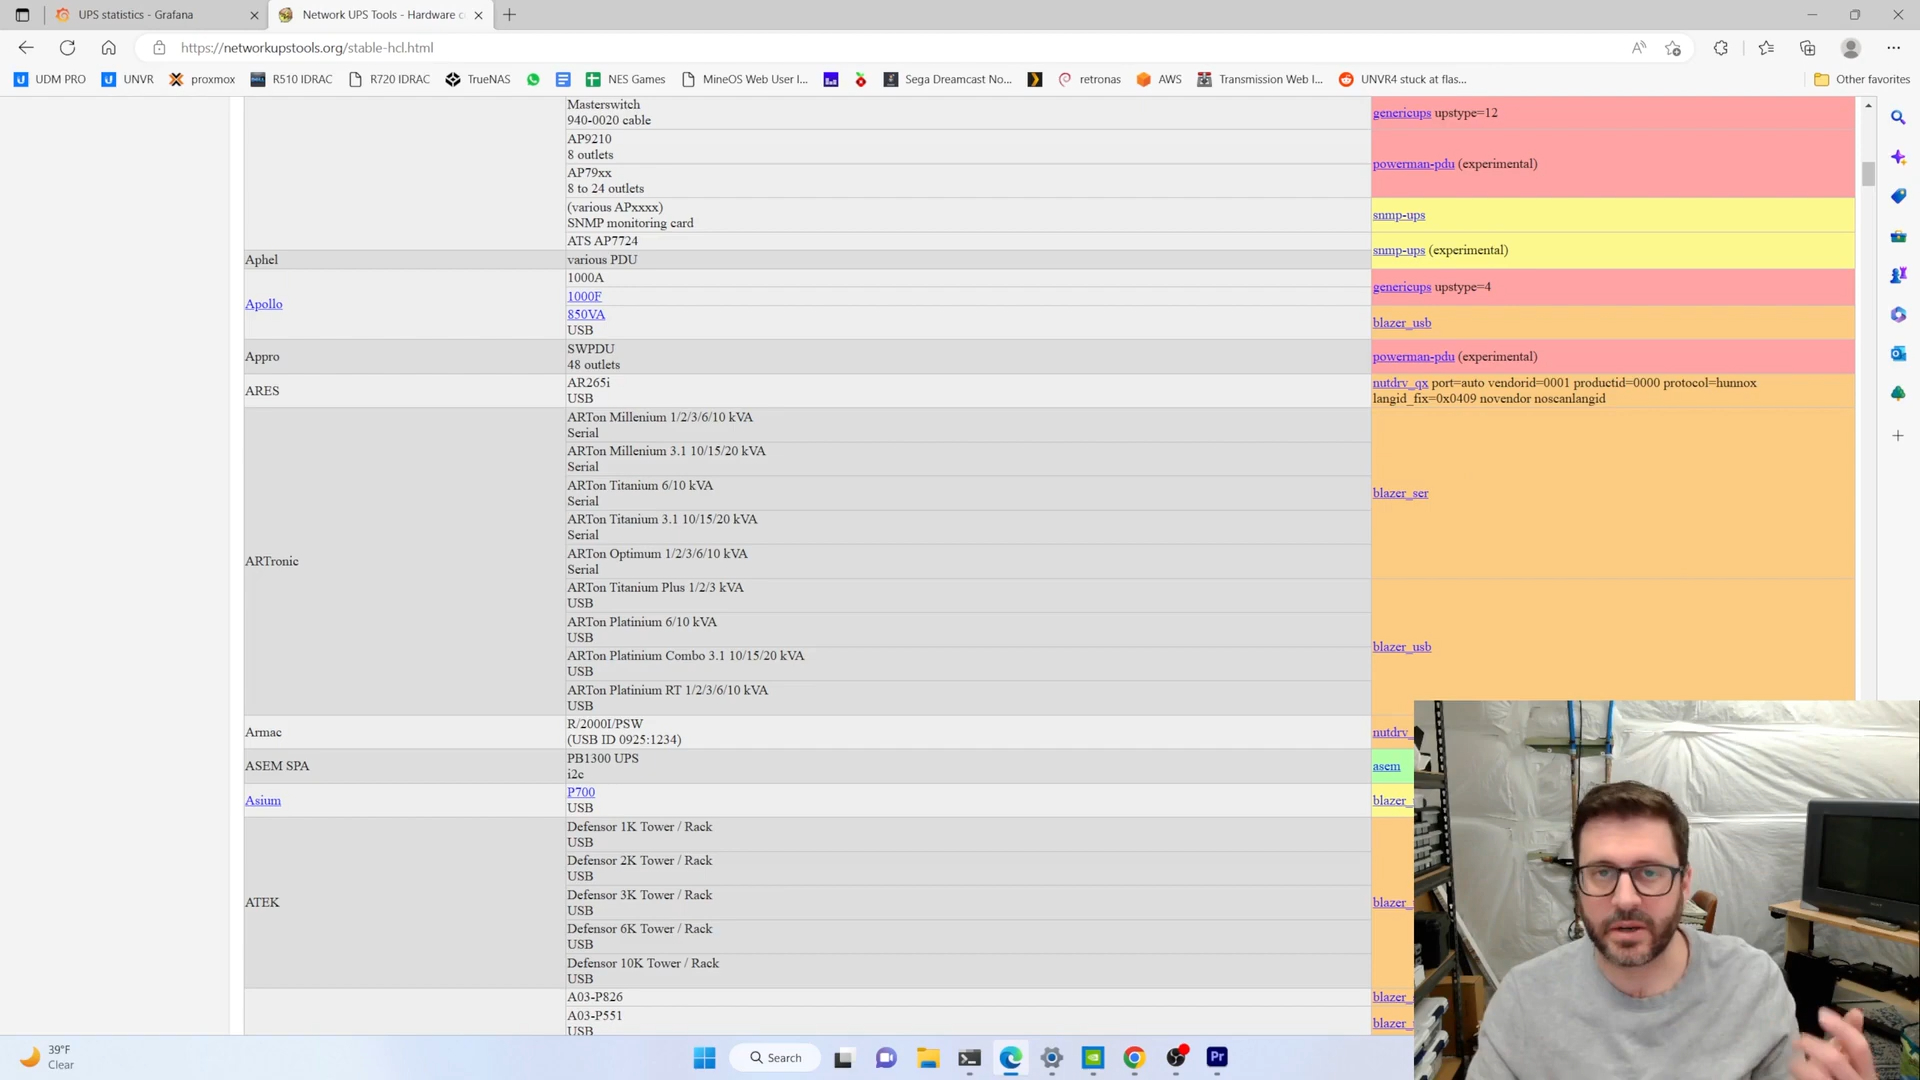 UPS statistics - Grafana
Network UPS Tools - Hardware c
https://networkupstools.org/stable-hcl.html
UDM PRO
UNVR
proxmox
R510 IDRAC
R720 IDRAC
TrueNAS
NES Games
MineOS Web User I...
Sega Dreamcast No...
retronas
AWS
Transmission Web I...
UNVR4 stuck at flas...
Other favorites
Masterswitch
940-0020 cable
genericups upstype=12
AP9210
8 outlets
powerman-pdu (experimental)
AP79xx
8 to 24 outlets
(various APxxxx)
SNMP monitoring card
snmp-ups
ATS AP7724
snmp-ups (experimental)
Aphel
various PDU
Apollo
1000A
1000F
genericups upstype=4
850VA
USB
blazer_usb
Appro
SWPDU
48 outlets
powerman-pdu (experimental)
ARES
AR265i
USB
nutdrv_qx port=auto vendorid=0001 productid=0000 protocol=hunnox
langid_fix=0x0409 novendor noscanlangid
ARTronic
ARTon Millenium 1/2/3/6/10 kVA
Serial
ARTon Millenium 3.1 10/15/20 kVA
Serial
ARTon Titanium 6/10 kVA
Serial
blazer_ser
ARTon Titanium 3.1 10/15/20 kVA
Serial
ARTon Optimum 1/2/3/6/10 kVA
Serial
ARTon Titanium Plus 1/2/3 kVA
USB
ARTon Platinium 6/10 kVA
USB
blazer_usb
ARTon Platinium Combo 3.1 10/15/20 kVA
USB
ARTon Platinium RT 1/2/3/6/10 kVA
USB
Armac
R/2000I/PSW
(USB ID 0925:1234)
nutdrv_
ASEM SPA
PB1300 UPS
i2c
asem
Asium
P700
USB
blazer_
ATEK
Defensor 1K Tower / Rack
USB
Defensor 2K Tower / Rack
USB
Defensor 3K Tower / Rack
USB
blazer_
Defensor 6K Tower / Rack
USB
Defensor 10K Tower / Rack
USB
A03-P826
blazer_
A03-P551
USB
blazer_
39°F
Clear
Search
Pr